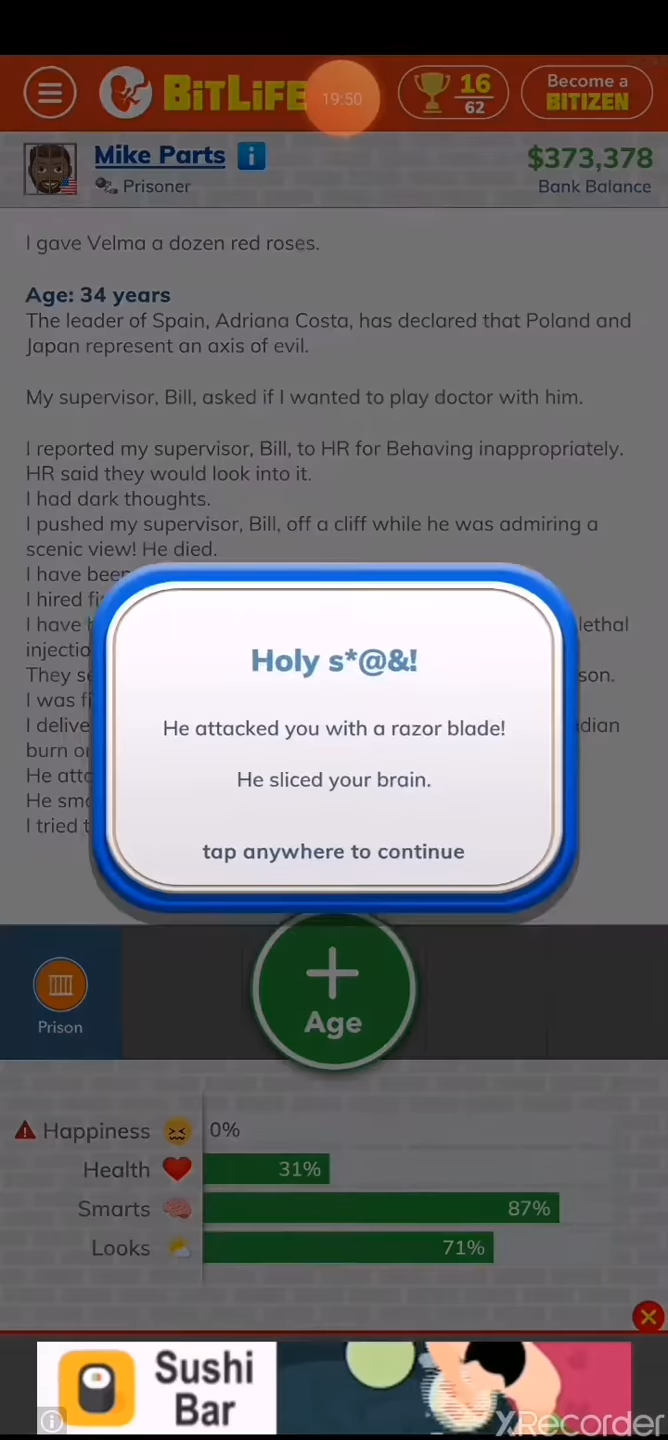 BiTLiFE
19:50
16
62
Become a
BITIZEN
Mike Parts
$373,378
Prisoner
Bank Balance
I gave Velma a dozen red roses.
Age: 34 years
The leader of Spain, Adriana Costa, has declared that Poland and
Japan represent an axis of evil.
My supervisor, Bill, asked if I wanted to play doctor with him.
I reported my supervisor, Bill, to HR for Behaving inappropriately.
HR said they would look into it.
I had dark thoughts.
I pushed my supervisor, Bill, off a cliff while he was admiring a
scenic view! He died.
I have been
I hired
I have lethal
They son.
I was
burn
He
He
I tried
Holy s*@&!
He attacked you with a razor blade!
He sliced your brain.
tap anywhere to continue
Prison
Age
Happiness 0%
Health 31%
Smarts 87%
Looks 71%
Sushi
Bar
XRecorder